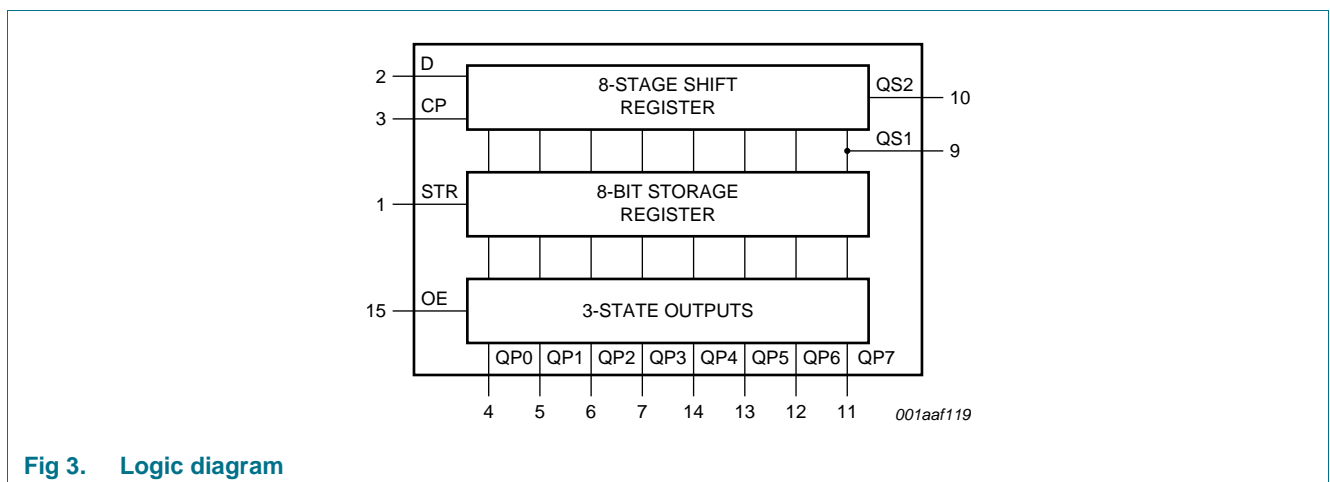 D
2
8-STAGE SHIFT
REGISTER
QS2
10
CP
3
QS1
9
STR
1
8-BIT STORAGE
REGISTER
OE
15
3-STATE OUTPUTS
QP0 QP1 QP2 QP3 QP4 QP5 QP6 QP7
4 5 6 7 14 13 12 11
001aaf119
Fig 3. Logic diagram